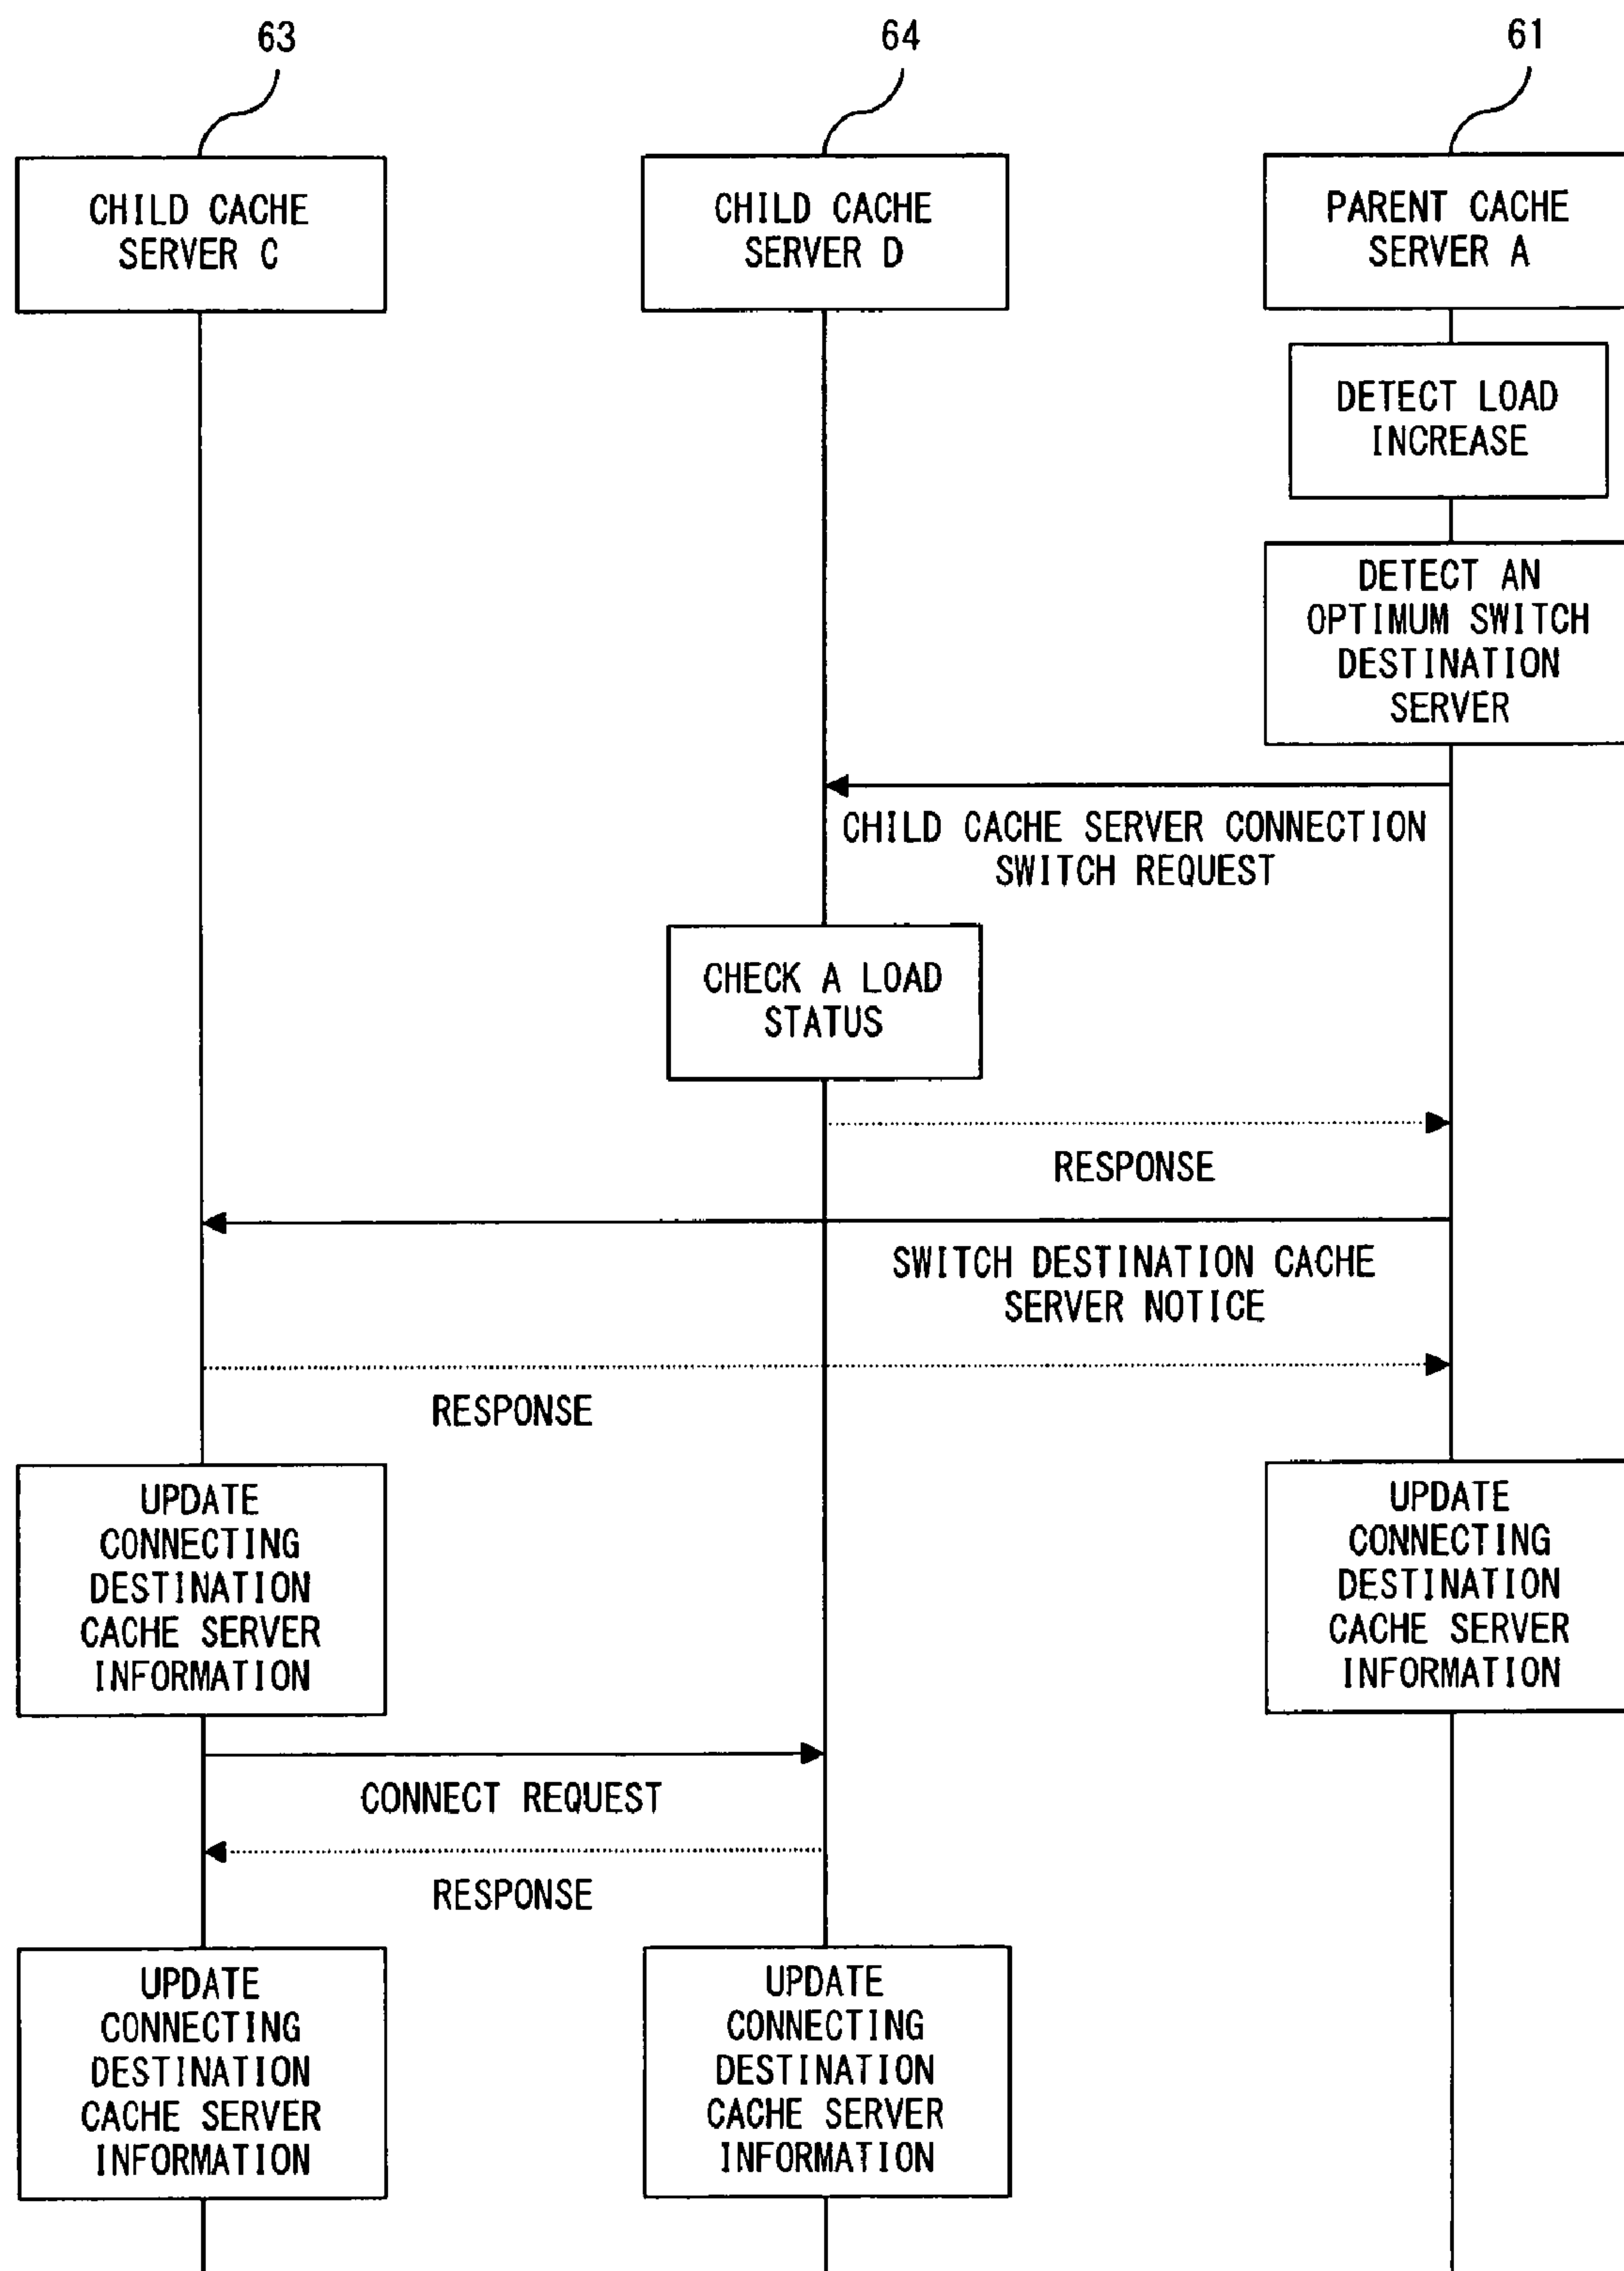 63
64
61
CHILD CACHE
SERVER C
CHILD CACHE
SERVER D
PARENT CACHE
SERVER A
DETECT LOAD
INCREASE
DETECT AN
OPTIMUM SWITCH
DESTINATION
SERVER
CHILD CACHE SERVER CONNECTION
SWITCH REQUEST
CHECK A LOAD
STATUS
RESPONSE
SWITCH DESTINATION CACHE
SERVER NOTICE
RESPONSE
UPDATE
CONNECTING
DESTINATION
CACHE SERVER
INFORMATION
UPDATE
CONNECTING
DESTINATION
CACHE SERVER
INFORMATION
CONNECT REQUEST
RESPONSE
UPDATE
CONNECTING
DESTINATION
CACHE SERVER
INFORMATION
UPDATE
CONNECTING
DESTINATION
CACHE SERVER
INFORMATION